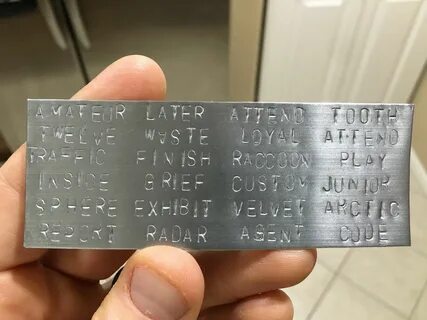 AMATEUR LATER ATTEND TOOTH
TWELVE WASTE LOYAL ATTEND
TRAFFIC FINISH RACCOON PLAY
INSIDE GRIEF CUSTOM JUNIOR
SPHERE EXHIBIT VELVET ARCTIC
REPORT RADAR AGENT CODE